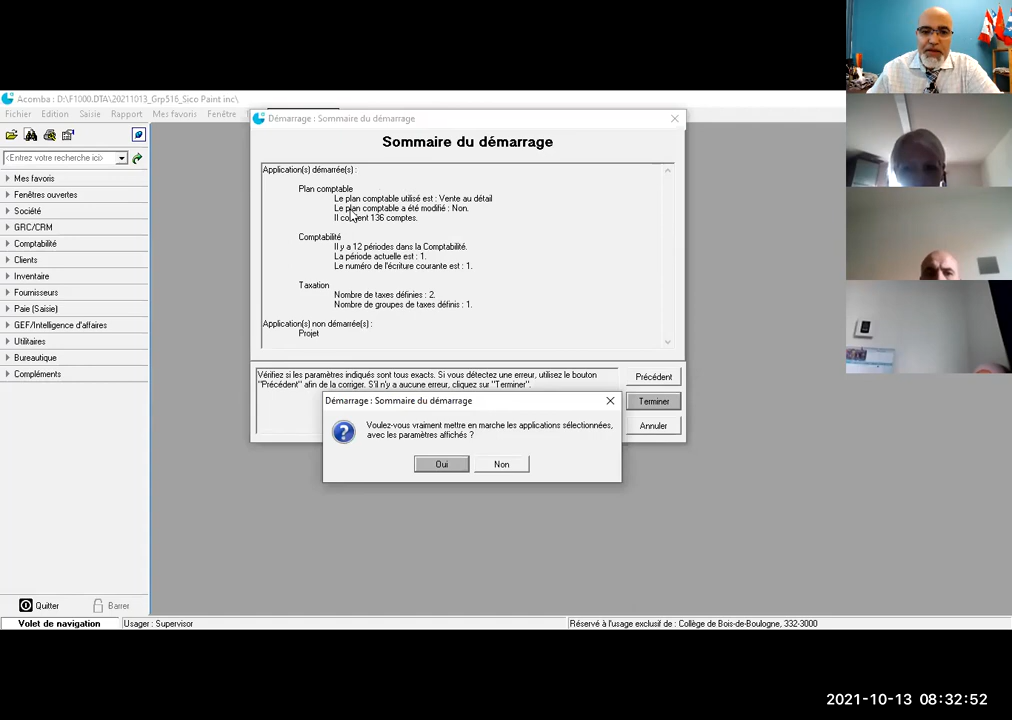 Acomba : D:\F1000.DTA\20211013_Grp516_Sico Paint inc\
Fichier Edition Saisie Rapport Mes favoris Fenêtre
<Entrez votre recherche ici>
Mes favoris
Fenêtres ouvertes
Société
GRC/CRM
Comptabilité
Clients
Inventaire
Fournisseurs
Paie (Saisie)
GEF/Intelligence d'affaires
Utilitaires
Bureautique
Compléments
Quitter Barrer
Volet de navigation
Démarrage : Sommaire du démarrage
Sommaire du démarrage
Application(s) démarrée(s) :
Plan comptable
Le plan comptable utilisé est : Vente au détail
Le plan comptable a été modifié : Non.
Il contient 136 comptes.
Comptabilité
Il y a 12 périodes dans la Comptabilité.
La période actuelle est : 1.
Le numéro de l'écriture courante est : 1.
Taxation
Nombre de taxes définies : 2.
Nombre de groupes de taxes définis : 1.
Application(s) non démarrée(s) :
Projet
Vérifiez si les paramètres indiqués sont tous exacts. Si vous détectez une erreur, utilisez le bouton
"Précédent" afin de la corriger. S'il n'y a aucune erreur, cliquez sur "Terminer".
Précédent
Terminer
Annuler
Démarrage : Sommaire du démarrage
Voulez-vous vraiment mettre en marche les applications sélectionnées,
avec les paramètres affichés ?
Oui Non
Usager : Supervisor
Réservé à l'usage exclusif de : Collège de Bois-de-Boulogne, 332-3000
2021-10-13 08:32:52